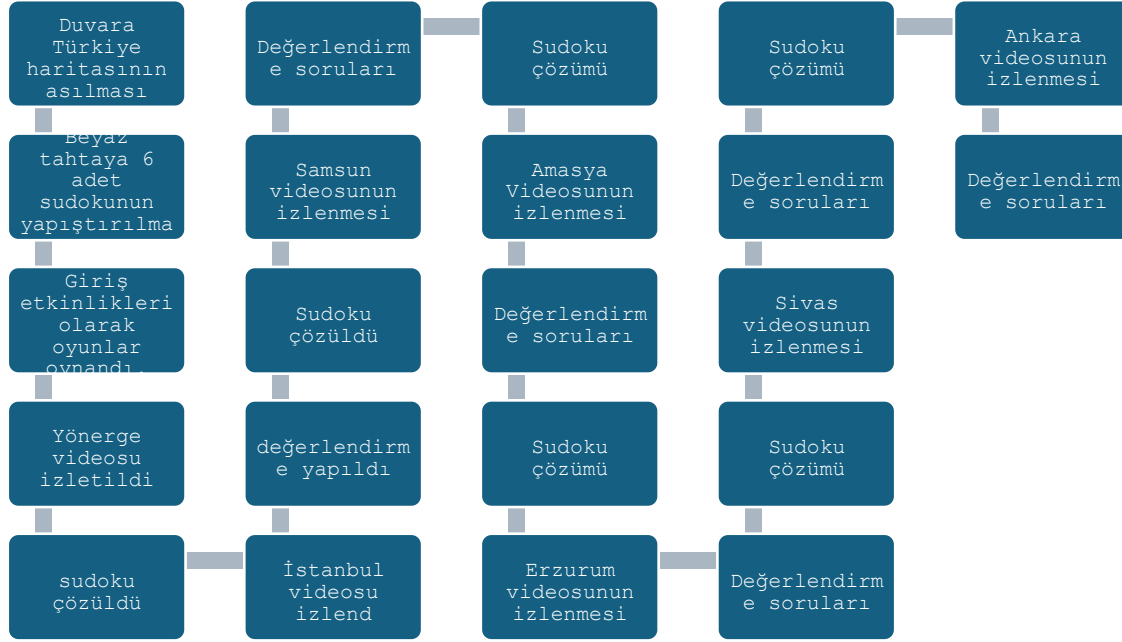 Duvara
Türkiye
haritasının
asılması
Beyaz
tahtaya 6
adet
sudokunun
yapıştırılma
Giriş
etkinlikleri
olarak
oyunlar
oynandı.
Yönerge
videosu
izletildi
sudoku
çözüldü
İstanbul
videosu
izlend
değerlendirm
e yapıldı
Sudoku
çözüldü
Samsun
videosunun
izlenmesi
Değerlendirm
e soruları
Sudoku
çözümü
Amasya
Videosunun
izlenmesi
Değerlendirm
e soruları
Sudoku
çözümü
Erzurum
videosunun
izlenmesi
Değerlendirm
e soruları
Sudoku
çözümü
Sivas
videosunun
izlenmesi
Değerlendirm
e soruları
Sudoku
çözümü
Ankara
videosunun
izlenmesi
Değerlendirm
e soruları